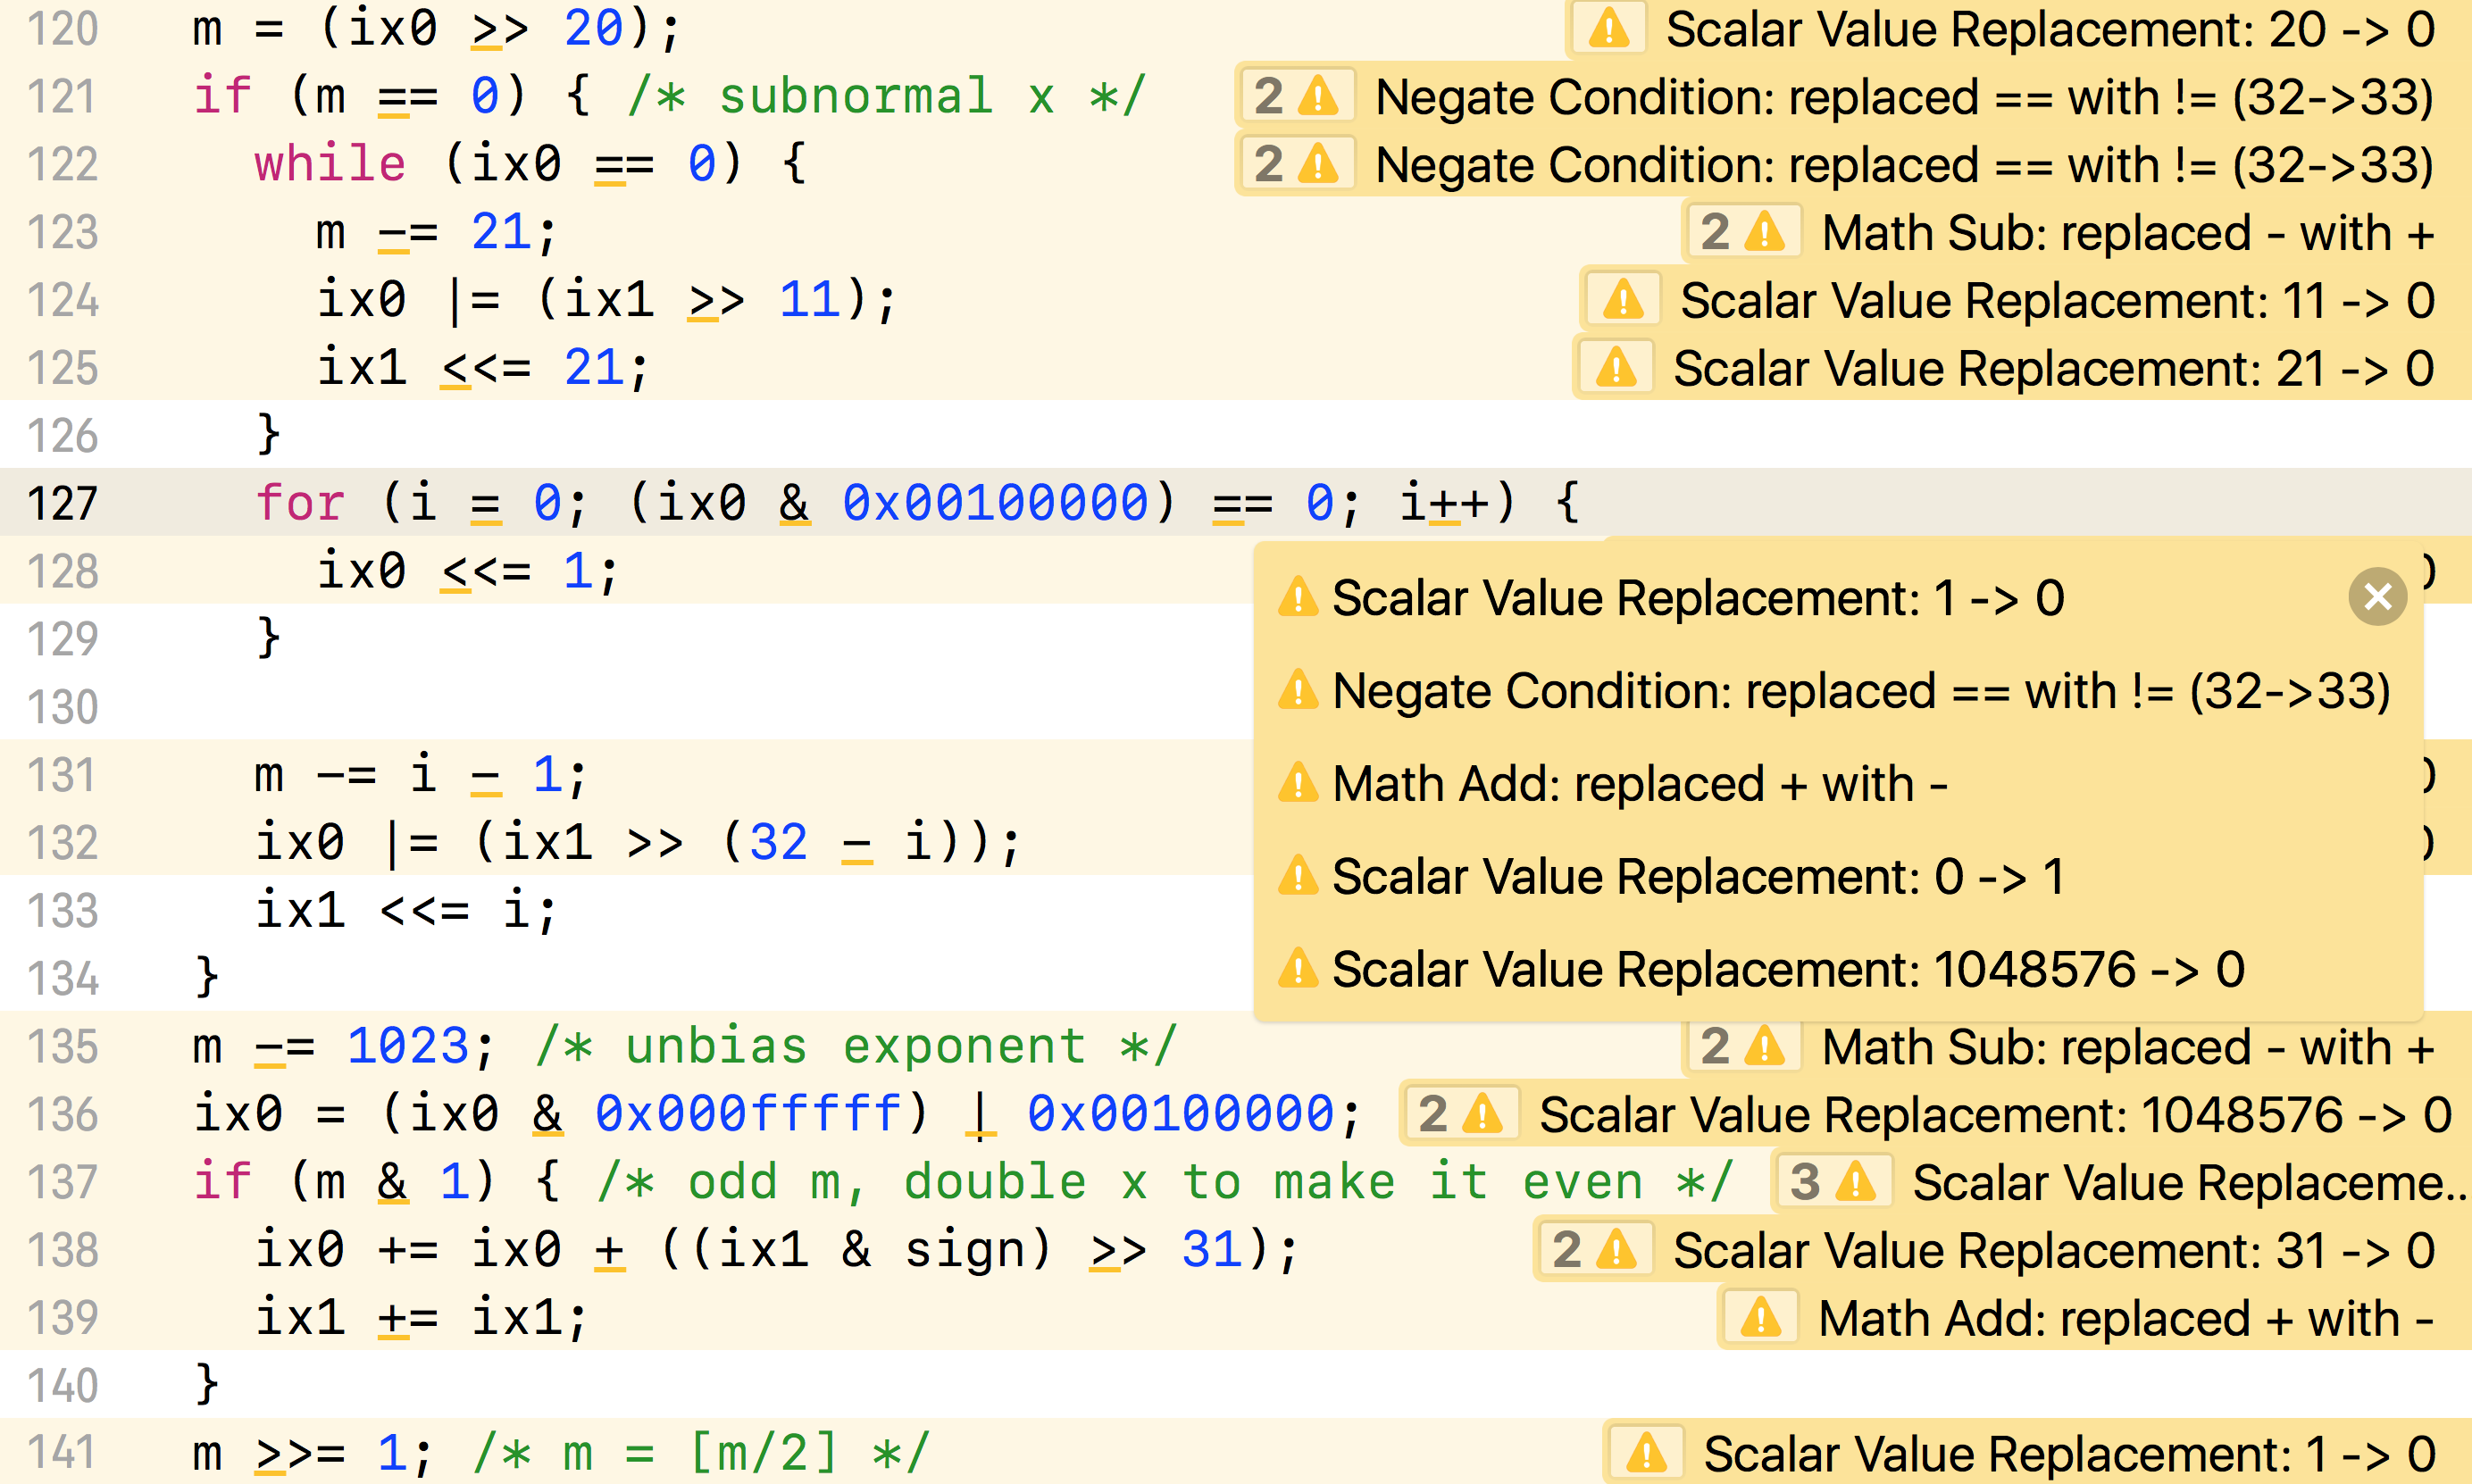 120 m = (ix0 >> 20); Scalar Value Replacement: 20 -> 0
121 if (m == 0) { /* subnormal x */ 2 Negate Condition: replaced == with != (32->33)
122 while (ix0 == 0) { 2 Negate Condition: replaced == with != (32->33)
123 m -= 21; 2 Math Sub: replaced - with +
124 ix0 |= (ix1 >> 11); Scalar Value Replacement: 11 -> 0
125 ix1 <<= 21; Scalar Value Replacement: 21 -> 0
126 }
127 for (i = 0; (ix0 & 0x00100000) == 0; i++) {
128 ix0 <<= 1;
Scalar Value Replacement: 1 -> 0
129 }
Negate Condition: replaced == with != (32->33)
130
131 m -= i - 1;
Math Add: replaced + with -
132 ix0 |= (ix1 >> (32 - i));
Scalar Value Replacement: 0 -> 1
133 ix1 <<= i;
134 }
Scalar Value Replacement: 1048576 -> 0
135 m -= 1023; /* unbias exponent */ 2 Math Sub: replaced - with +
136 ix0 = (ix0 & 0x000fffff) | 0x00100000; 2 Scalar Value Replacement: 1048576 -> 0
137 if (m & 1) { /* odd m, double x to make it even */ 3 Scalar Value Replaceme..
138 ix0 += ix0 + ((ix1 & sign) >> 31); 2 Scalar Value Replacement: 31 -> 0
139 ix1 += ix1; Math Add: replaced + with -
140 }
141 m >>= 1; /* m = [m/2] */ Scalar Value Replacement: 1 -> 0